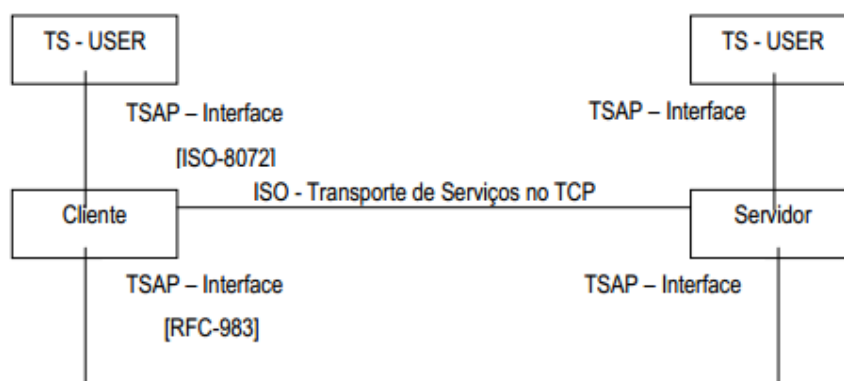 TS - USER
TS - USER
TSAP – Interface
TSAP – Interface
[ISO-8072]
ISO - Transporte de Serviços no TCP
Cliente
Servidor
TSAP – Interface
TSAP – Interface
[RFC-983]